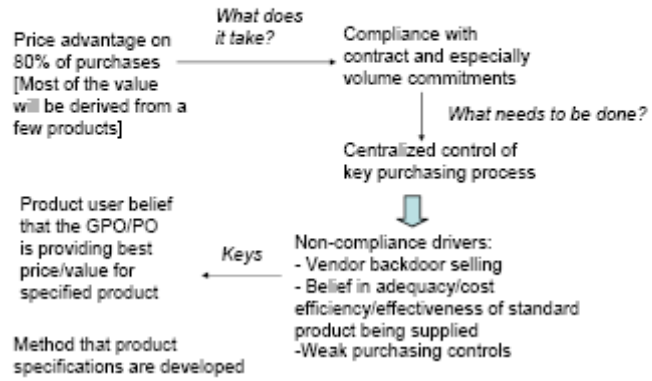 What does
it take?
Price advantage on
80% of purchases
[Most of the value
will be derived from a
few products]
Compliance with
contract and especially
volume commitments
What needs to be done?
Centralized control of
key purchasing process
Product user belief
that the GPO/PO
is providing best
price/value for
specified product
Keys
Non-compliance drivers:
- Vendor backdoor selling
- Belief in adequacy/cost
efficiency/effectiveness of standard
product being supplied
-Weak purchasing controls
Method that product
specifications are developed